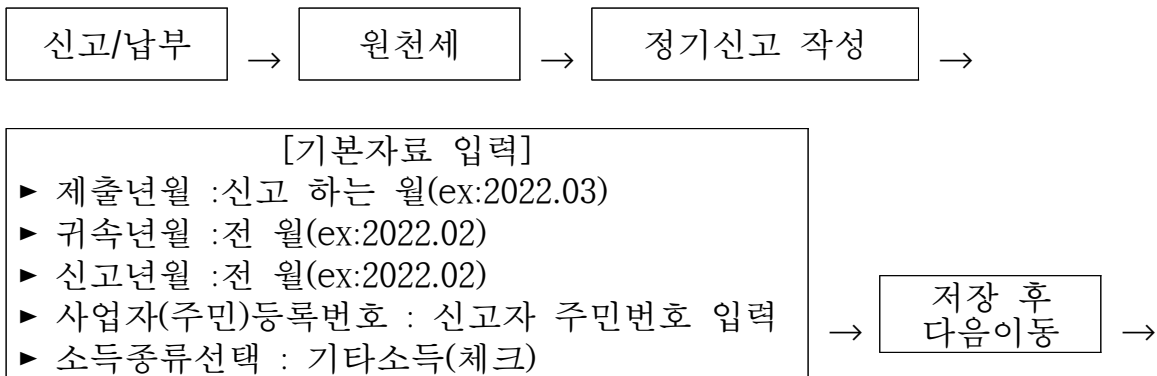 신고/납부 → 원천세 → 정기신고 작성 →
[기본자료 입력]
► 제출년월 :신고 하는 월(ex:2022.03)
► 귀속년월 :전 월(ex:2022.02)
► 신고년월 :전 월(ex:2022.02)
► 사업자(주민)등록번호 : 신고자 주민번호 입력
► 소득종류선택 : 기타소득(체크)
→ 저장 후
다음이동 →